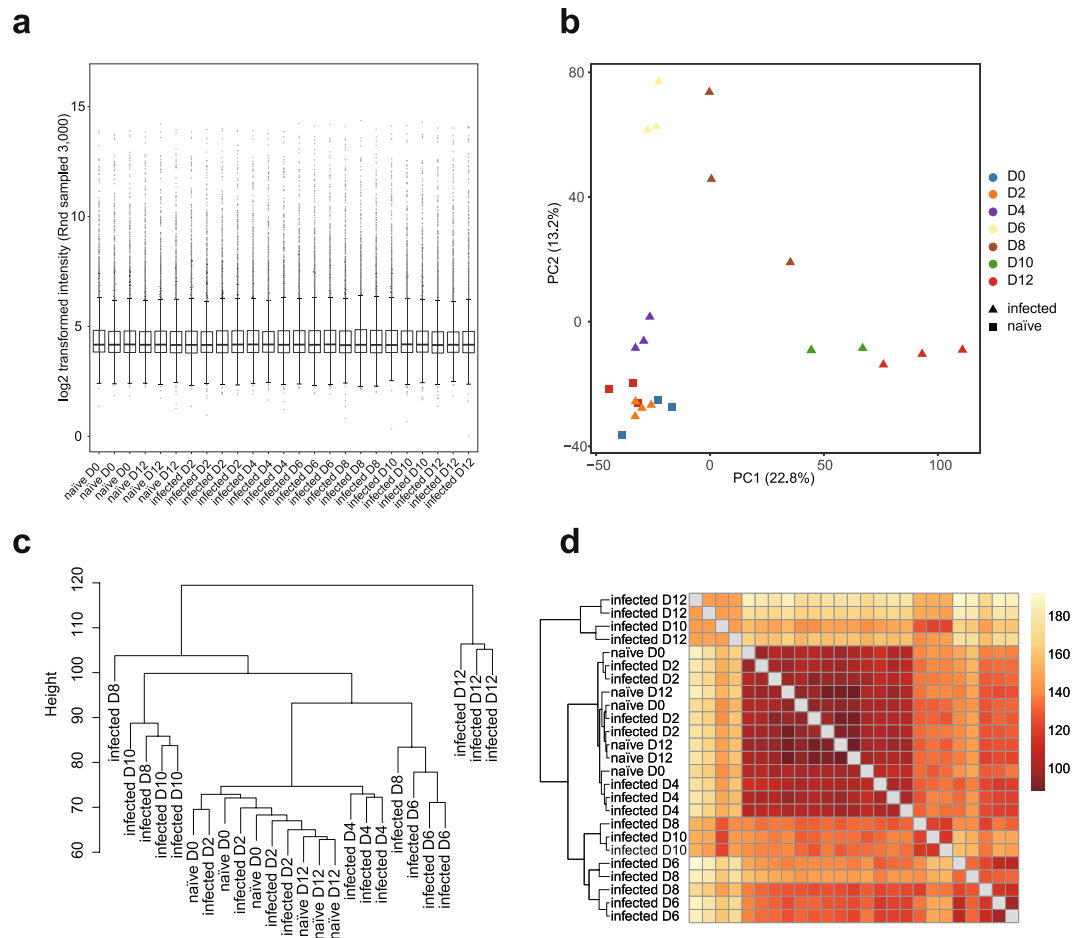 a
log2 transformed intensity (Rnd sampled 3,000)
15
10
5
0
naïve D0
naïve D0
naïve D0
naïve D12
naïve D12
naïve D12
infected D2
infected D2
infected D2
infected D2
infected D4
infected D4
infected D4
infected D6
infected D6
infected D6
infected D8
infected D8
infected D8
infected D10
infected D10
infected D10
infected D12
infected D12
infected D12
b
PC2 (13.2%)
80
40
0
−40
−50
0
50
100
PC1 (22.8%)
D0
D2
D4
D6
D8
D10
D12
infected
naïve
c
Height
120
110
100
90
80
70
60
infected D8
infected D10
infected D8
infected D10
infected D10
naïve D0
infected D2
naïve D0
infected D2
naïve D0
infected D2
infected D2
naïve D12
naïve D12
naïve D12
infected D4
infected D4
infected D4
infected D8
infected D6
infected D6
infected D6
infected D12
infected D12
infected D12
d
infected D12
infected D12
infected D10
infected D12
naïve D0
infected D2
infected D2
naïve D12
naïve D0
infected D2
infected D2
naïve D12
naïve D12
naïve D0
infected D4
infected D4
infected D4
infected D8
infected D10
infected D10
infected D6
infected D8
infected D8
infected D6
infected D6
180
160
140
120
100